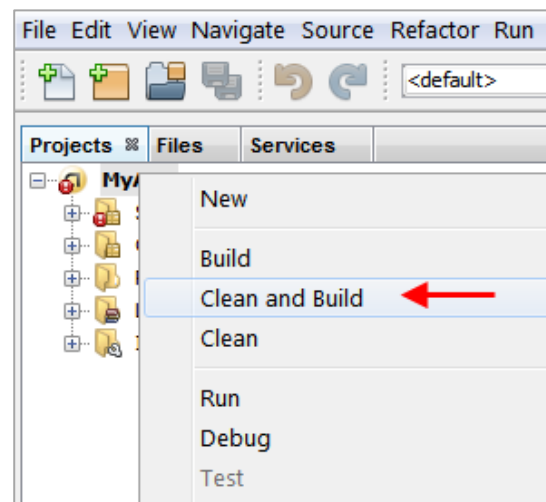 File Edit View Navigate Source Refactor Run
<default>
Projects Files Services
New
Build
Clean and Build
Clean
Run
Debug
Test